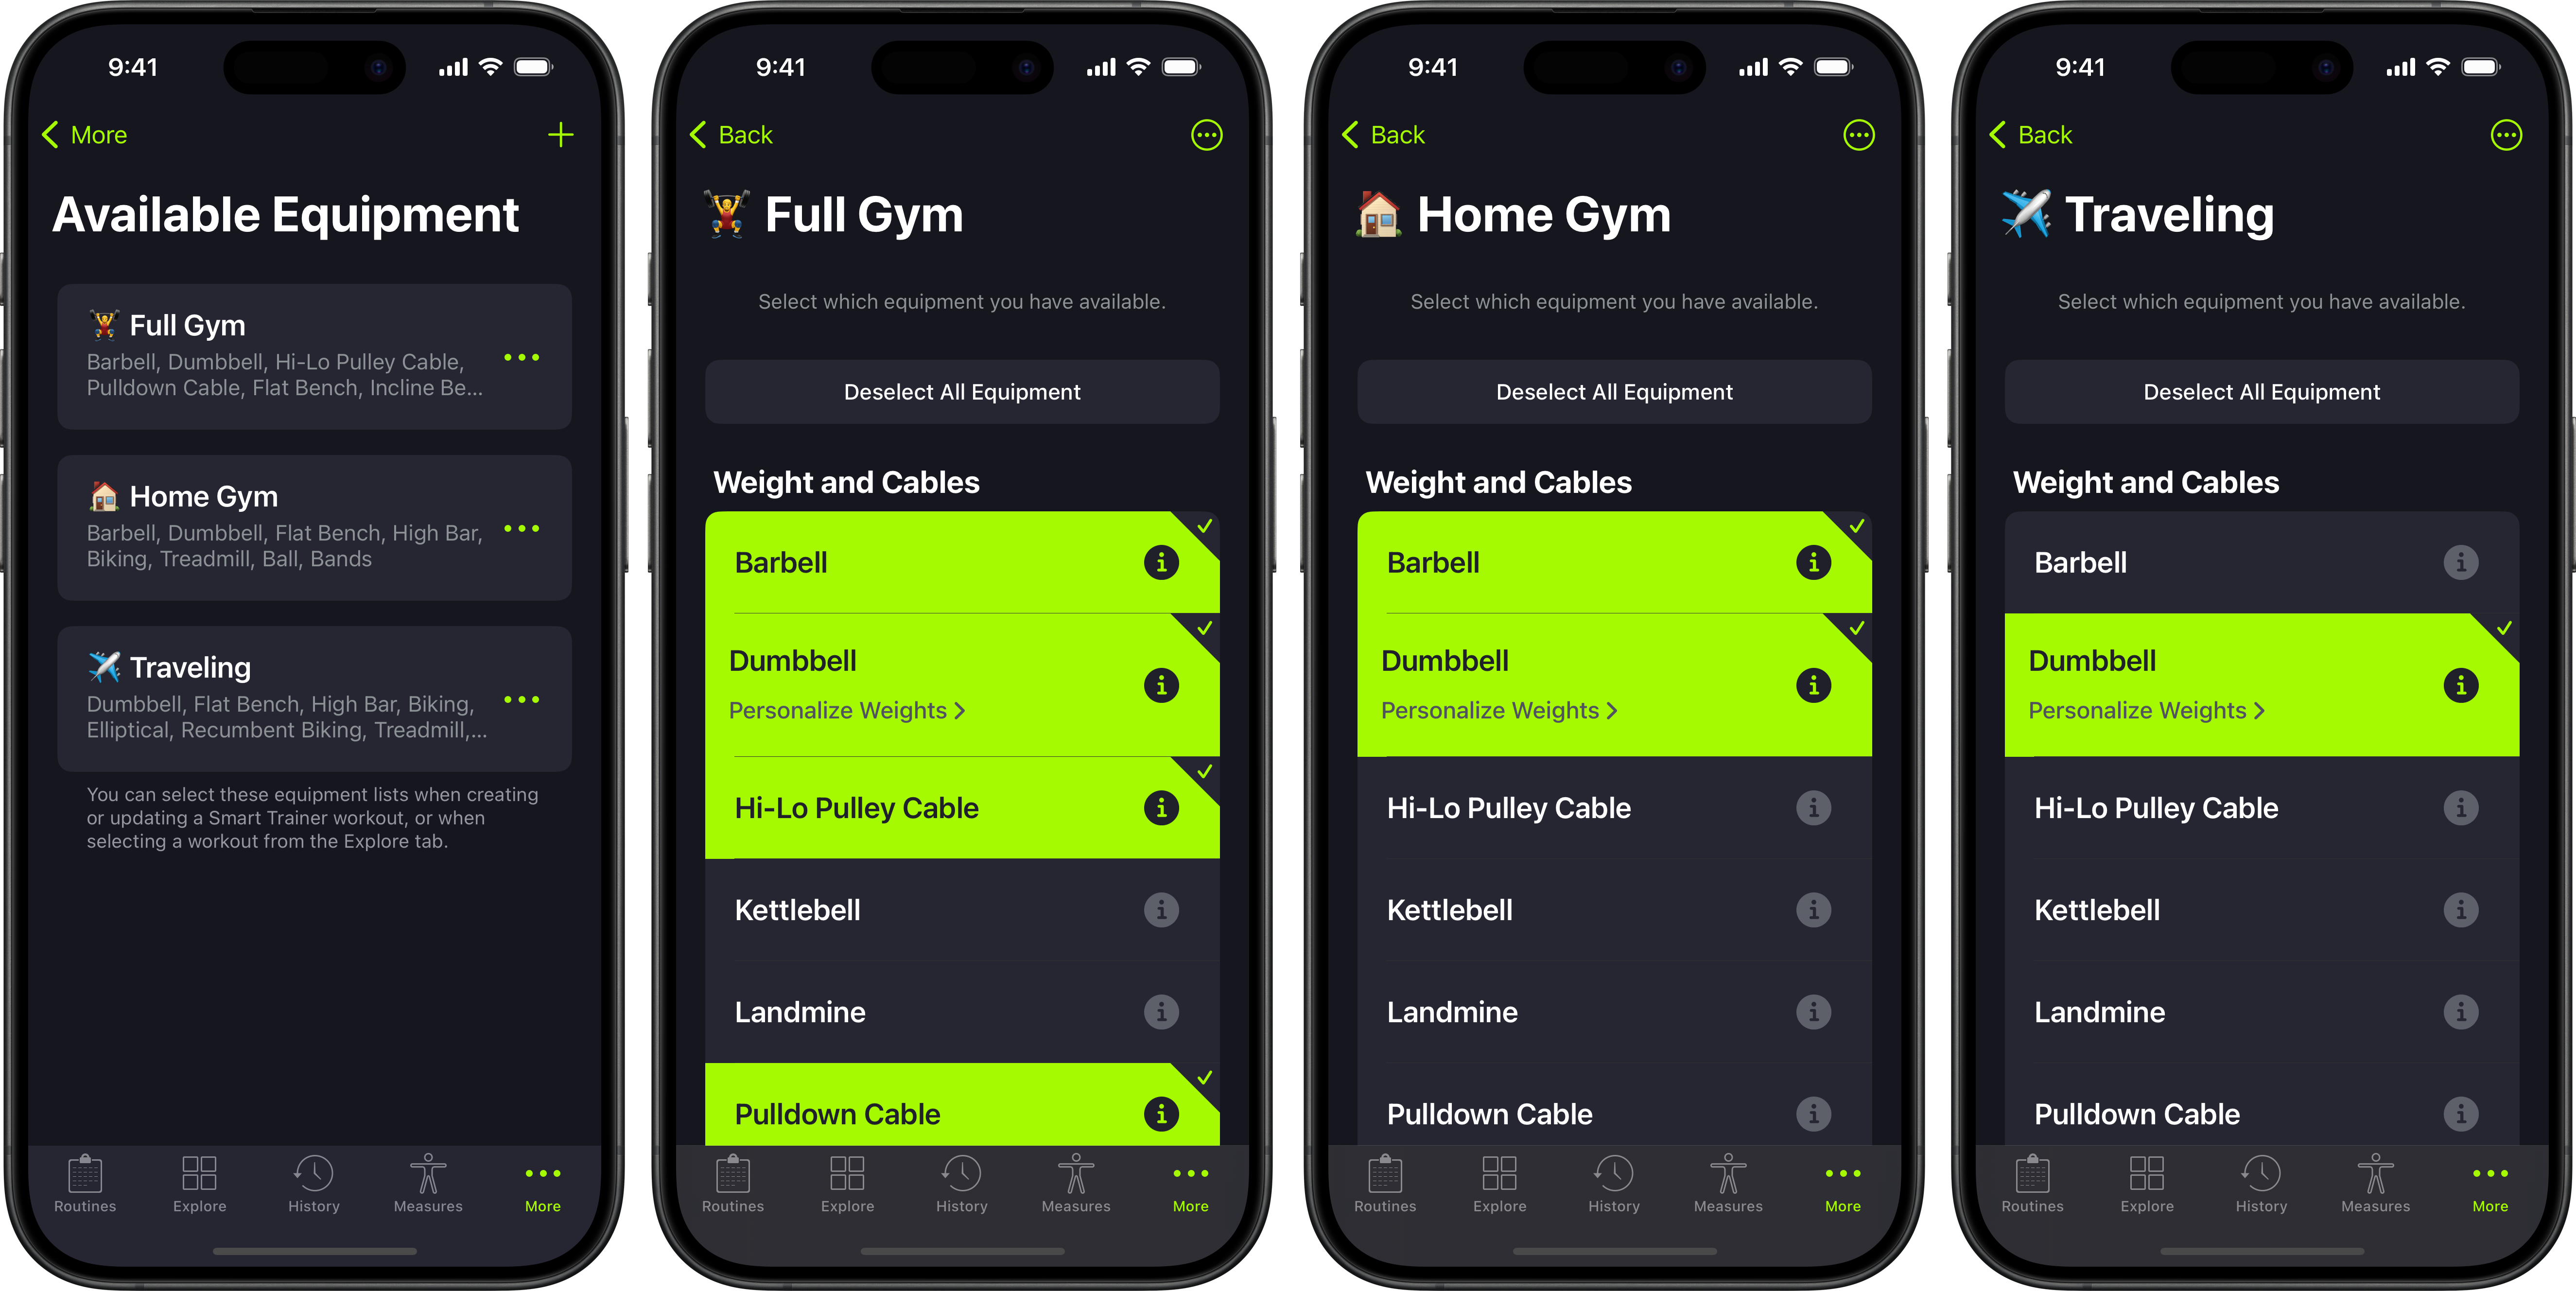 9:41
More
Available Equipment
Full Gym
Barbell, Dumbbell, Hi-Lo Pulley Cable,
Pulldown Cable, Flat Bench, Incline Be...
Home Gym
Barbell, Dumbbell, Flat Bench, High Bar,
Biking, Treadmill, Ball, Bands
Traveling
Dumbbell, Flat Bench, High Bar, Biking,
Elliptical, Recumbent Biking, Treadmill,...
You can select these equipment lists when creating
or updating a Smart Trainer workout, or when
selecting a workout from the Explore tab.
Routines Explore History Measures More
9:41
Back
Full Gym
Select which equipment you have available.
Deselect All Equipment
Weight and Cables
Barbell
Dumbbell
Personalize Weights
Hi-Lo Pulley Cable
Kettlebell
Landmine
Pulldown Cable
Routines Explore History Measures More
9:41
Back
Home Gym
Select which equipment you have available.
Deselect All Equipment
Weight and Cables
Barbell
Dumbbell
Personalize Weights
Hi-Lo Pulley Cable
Kettlebell
Landmine
Pulldown Cable
Routines Explore History Measures More
9:41
Back
Traveling
Select which equipment you have available.
Deselect All Equipment
Weight and Cables
Barbell
Dumbbell
Personalize Weights
Hi-Lo Pulley Cable
Kettlebell
Landmine
Pulldown Cable
Routines Explore History Measures More